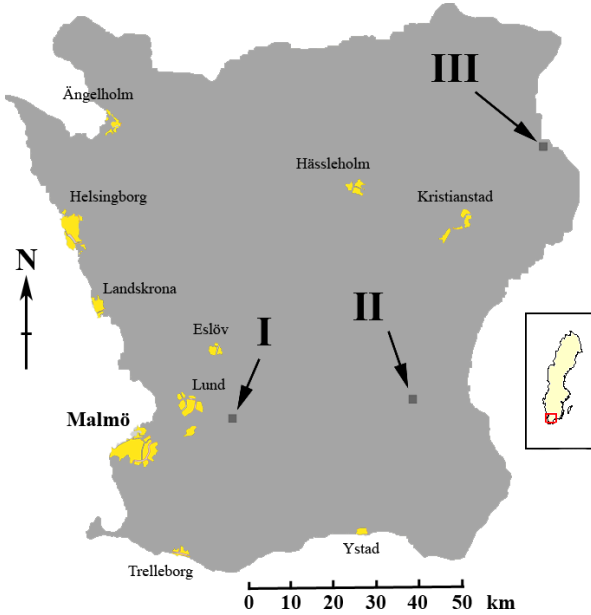 III
Ängelholm
Hässleholm
Helsingborg
Kristianstad
N
Landskrona
II
I
Eslöv
Lund
Malmö
Ystad
Trelleborg
0 10 20 30 40 50 km